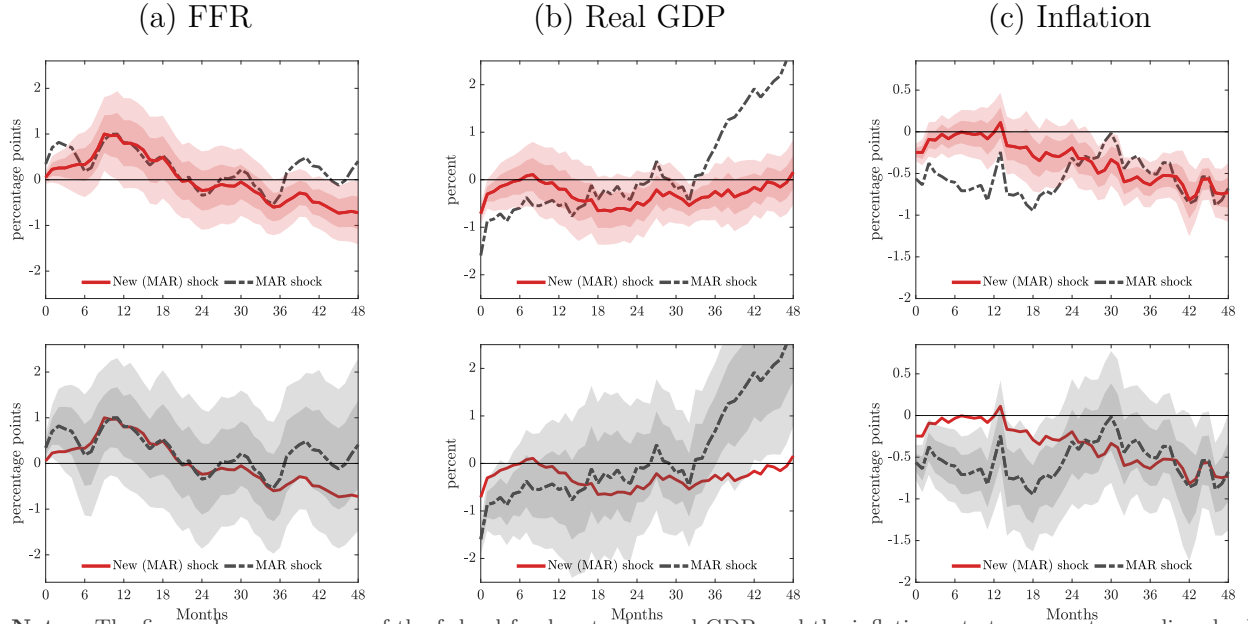 (a) FFR
(b) Real GDP
(c) Inflation
percentage points
2
1
0
-1
-2
New (MAR) shock
MAR shock
0 6 12 18 24 30 36 42 48
percent
2
1
0
-1
-2
New (MAR) shock
MAR shock
0 6 12 18 24 30 36 42 48
percentage points
0.5
0
-0.5
-1
-1.5
-2
New (MAR) shock
MAR shock
0 6 12 18 24 30 36 42 48
percentage points
2
1
0
-1
-2
New (MAR) shock
MAR shock
0 6 12 18 24 30 36 42 48
Months
percent
2
1
0
-1
-2
New (MAR) shock
MAR shock
0 6 12 18 24 30 36 42 48
Months
percentage points
0.5
0
-0.5
-1
-1.5
-2
New (MAR) shock
MAR shock
0 6 12 18 24 30 36 42 48
Months